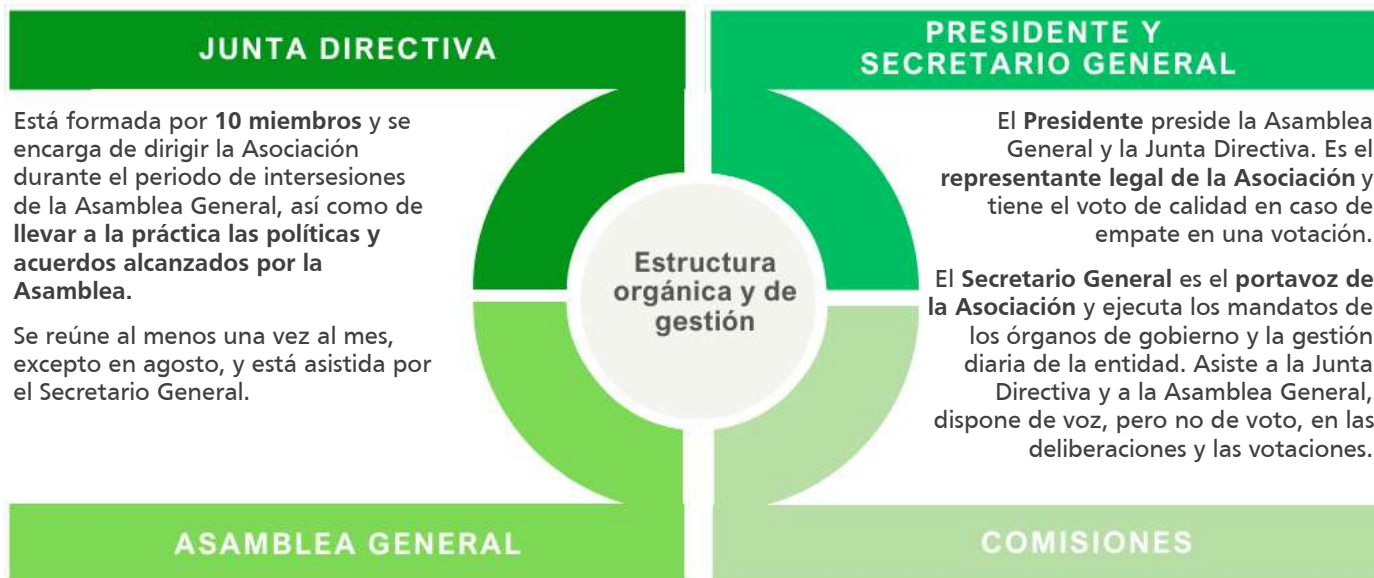 JUNTA DIRECTIVA
Está formada por 10 miembros y se
encarga de dirigir la Asociación
durante el periodo de intersesiones
de la Asamblea General, así como de
llevar a la práctica las políticas y
acuerdos alcanzados por la
Asamblea.
Se reúne al menos una vez al mes,
excepto en agosto, y está asistida por
el Secretario General.
PRESIDENTE Y
SECRETARIO GENERAL
El Presidente preside la Asamblea
General y la Junta Directiva. Es el
representante legal de la Asociación y
tiene el voto de calidad en caso de
empate en una votación.
El Secretario General es el portavoz de
la Asociación y ejecuta los mandatos de
los órganos de gobierno y la gestión
diaria de la entidad. Asiste a la Junta
Directiva y a la Asamblea General,
dispone de voz, pero no de voto, en las
deliberaciones y las votaciones.
Estructura
orgánica y de
gestión
ASAMBLEA GENERAL
COMISIONES